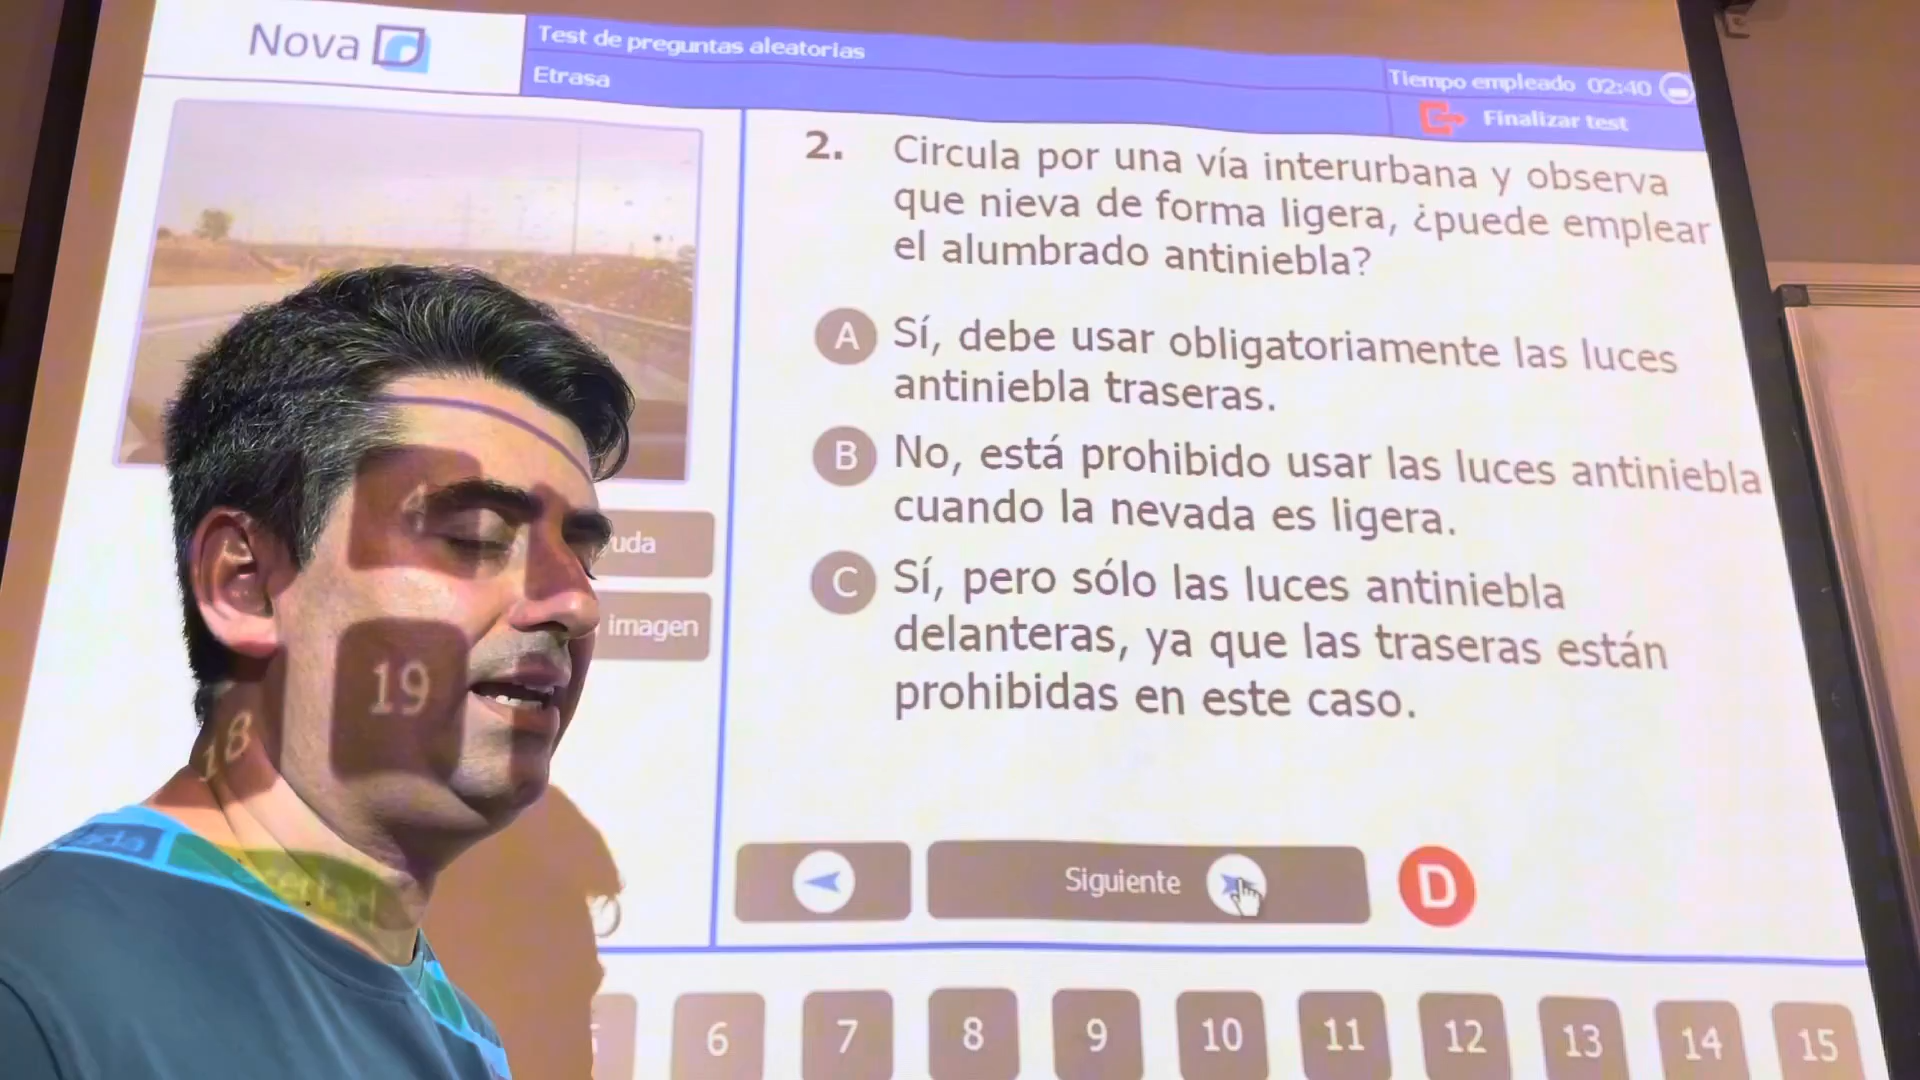 Nova
Test de preguntas aleatorias
Etrasa
Tiempo empleado 02:40
Finalizar test
2. Circula por una vía interurbana y observa
que nieva de forma ligera, ¿puede emplear
el alumbrado antiniebla?
A Sí, debe usar obligatoriamente las luces
antiniebla traseras.
B No, está prohibido usar las luces antiniebla
cuando la nevada es ligera.
C Sí, pero sólo las luces antiniebla
delanteras, ya que las traseras están
prohibidas en este caso.
uda
imagen
4
19
18
Siguiente
D
6 7 8 9 10 11 12 13 14 15